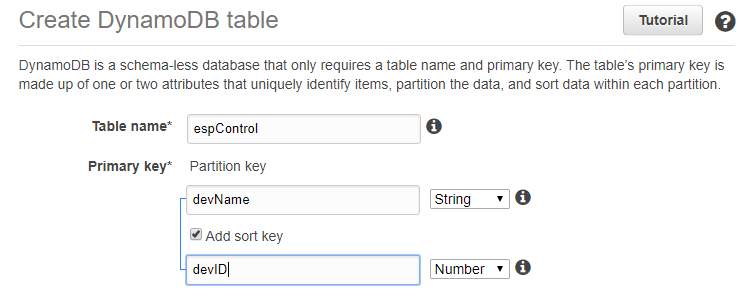 Create DynamoDB table
Tutorial
?
DynamoDB is a schema-less database that only requires a table name and primary key. The table's primary key is
made up of one or two attributes that uniquely identify items, partition the data, and sort data within each partition.
Table name* espControl
Primary key* Partition key
devName String
Add sort key
devID Number